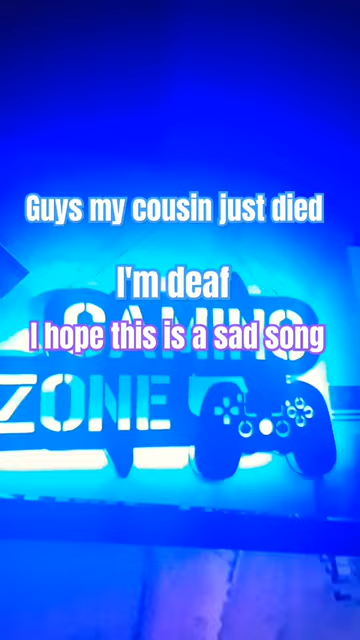 Guys my cousin just died
I'm deaf
I hope this is a sad song
GAMING
ZONE